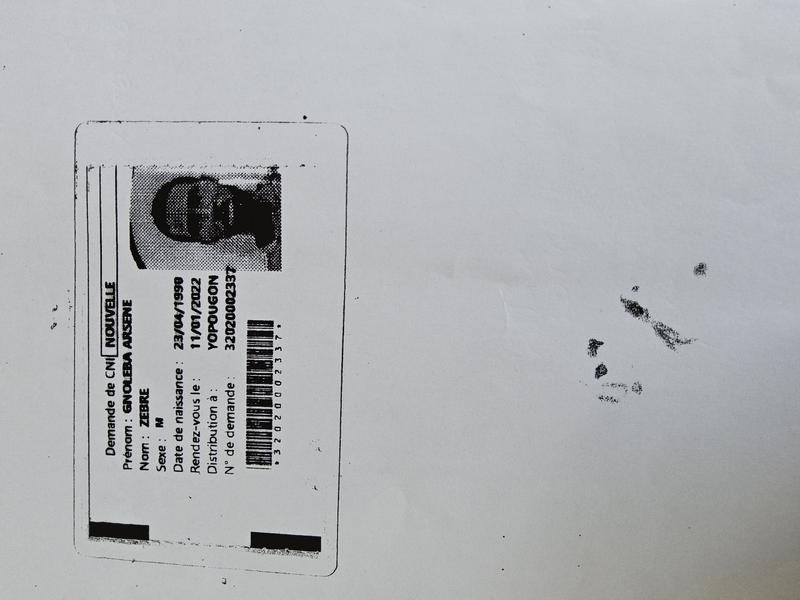 Demande de CNI NOUVELLE
Prénom : GNOLEBA ARSENE
Nom : ZEBRE
Sexe : M
Date de naissance : 23/04/1990
Rendez-vous le : 11/01/2022
Distribution à : YOPOUGON
N° de demande : 32020002337
*32020002337*